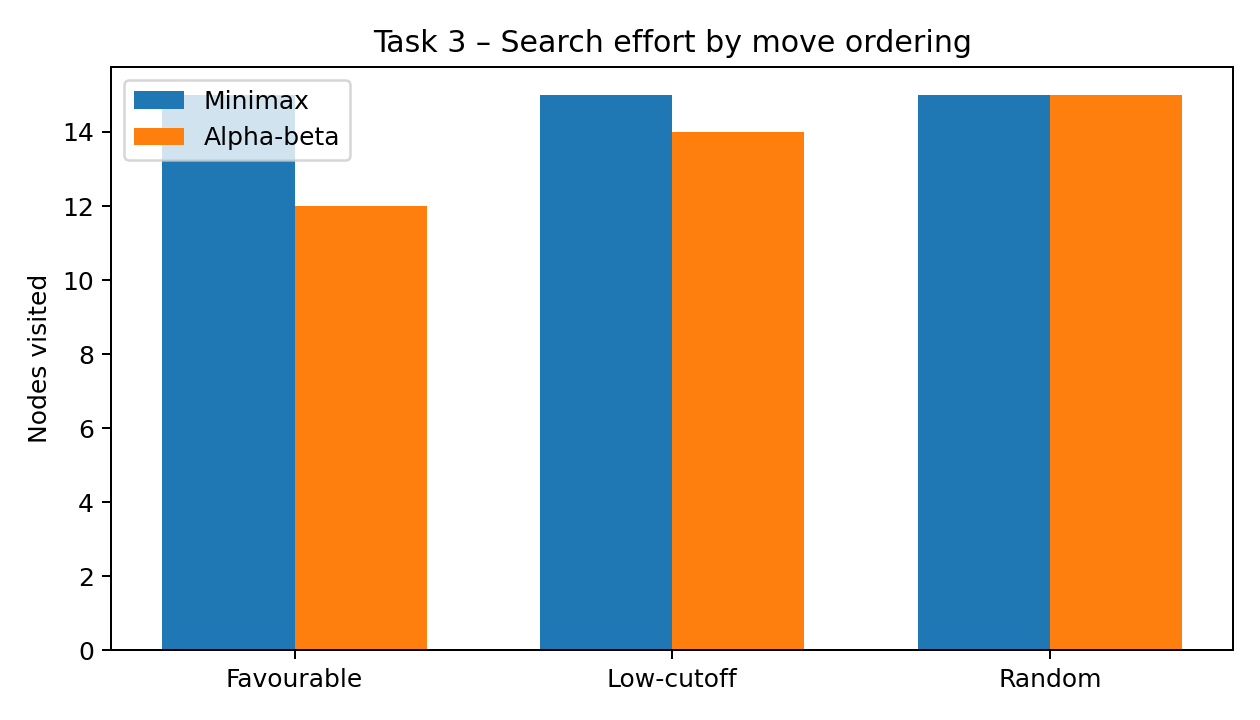 Task 3 – Search effort by move ordering
Minimax
Alpha-beta
Nodes visited
14
12
10
8
6
4
2
0
Favourable
Low-cutoff
Random